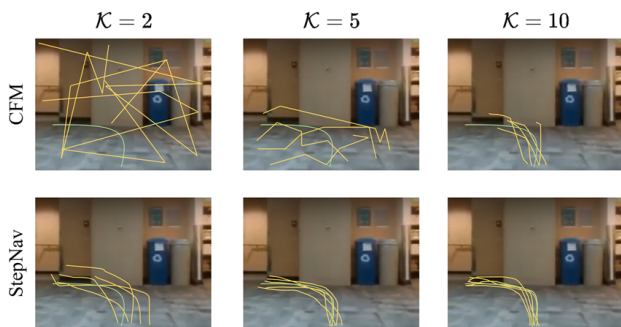 𝒦 = 2
𝒦 = 5
𝒦 = 10
CFM
StepNav